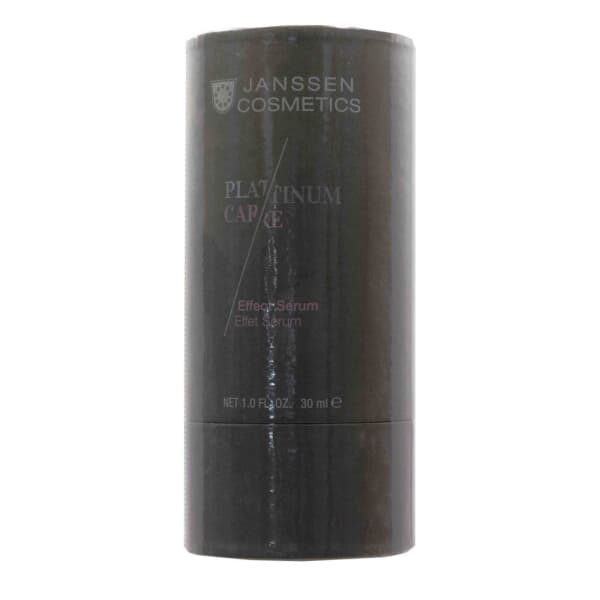 JANSSEN
COSMETICS
PLATINUM
CARE
Effect Serum
Effet Sérum
NET 1.0 FL. OZ. 30 ml ℮